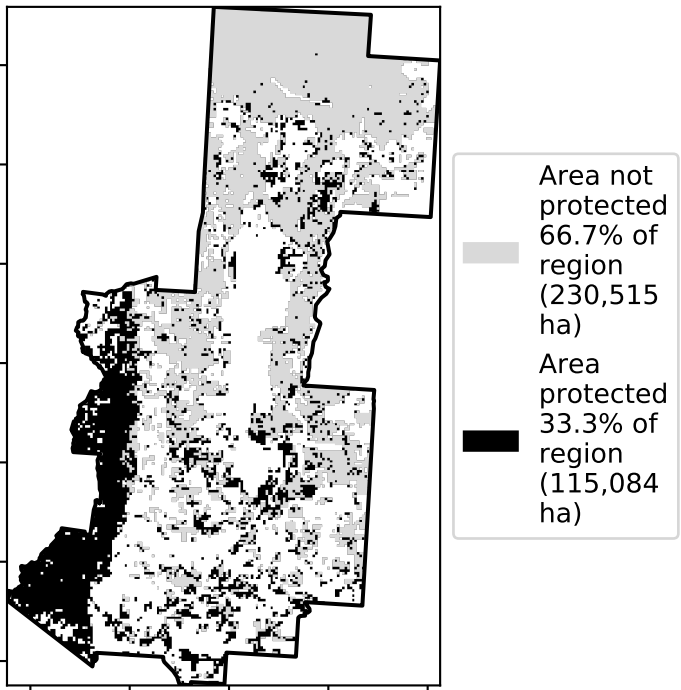 Area not
protected
66.7% of
region
(230,515
ha)
Area
protected
33.3% of
region
(115,084
ha)